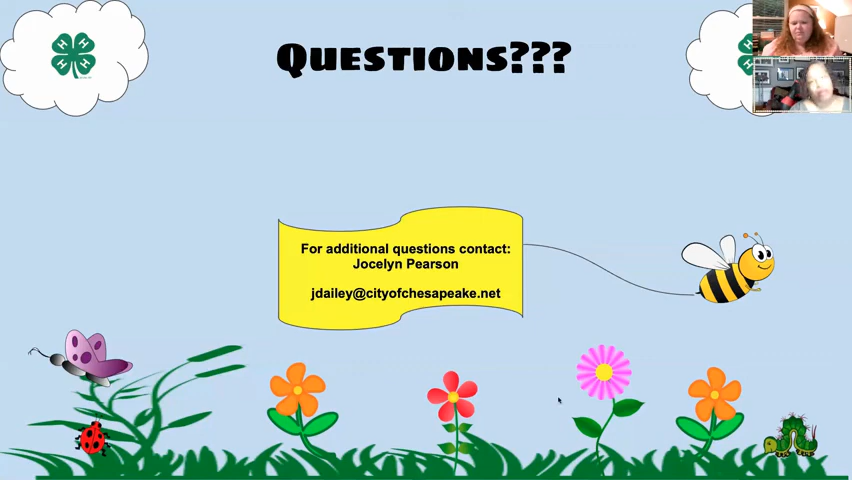 Questions???
H H
H H
For additional questions contact:
Jocelyn Pearson
jdailey@cityofchesapeake.net